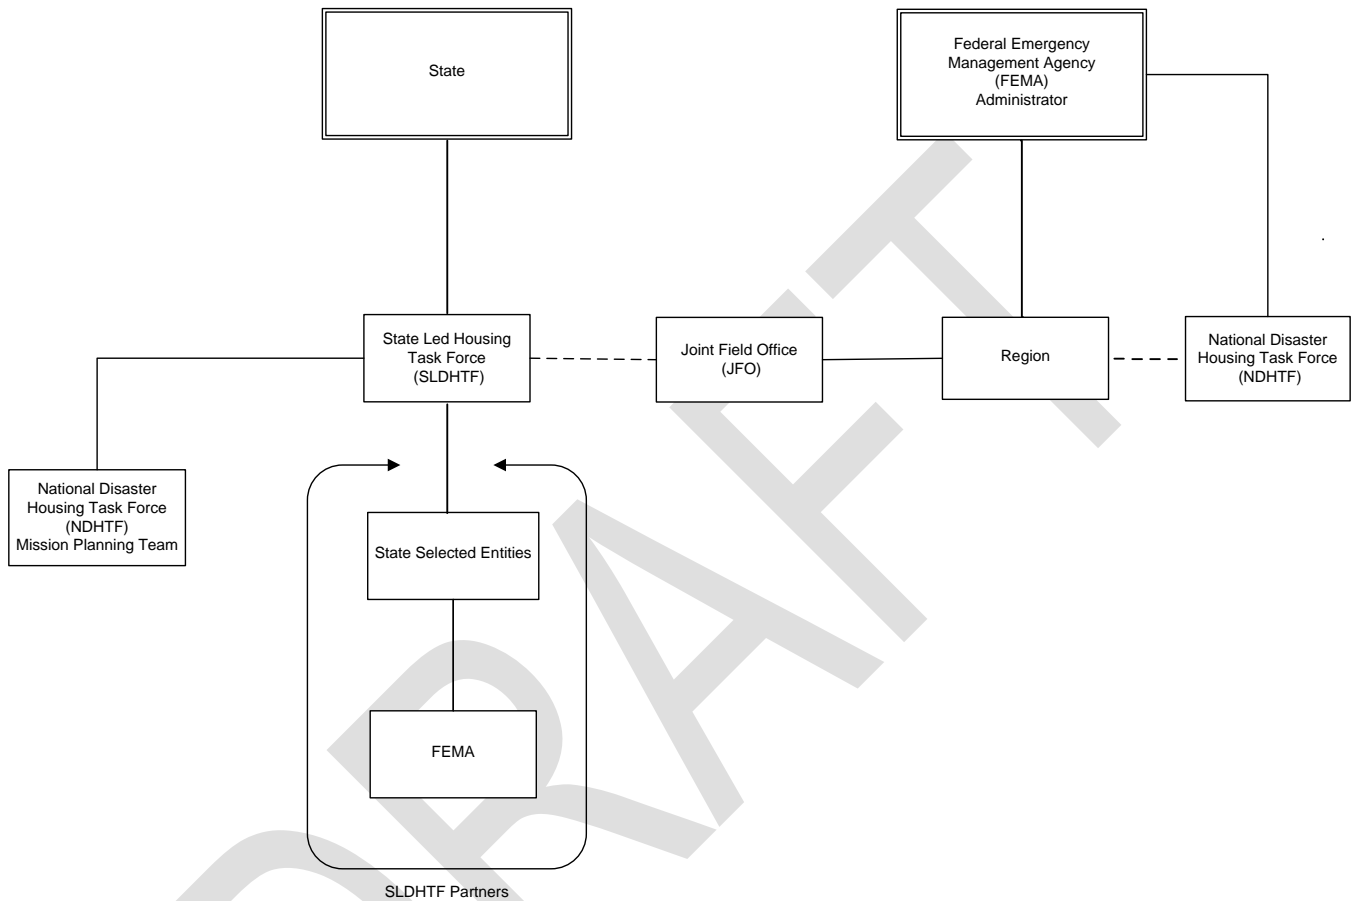 State
Federal Emergency
Management Agency
(FEMA)
Administrator
State Led Housing
Task Force
(SLDHTF)
Joint Field Office
(JFO)
Region
National Disaster
Housing Task Force
(NDHTF)
National Disaster
Housing Task Force
(NDHTF)
Mission Planning Team
State Selected Entities
FEMA
SLDHTF Partners
DRAFT